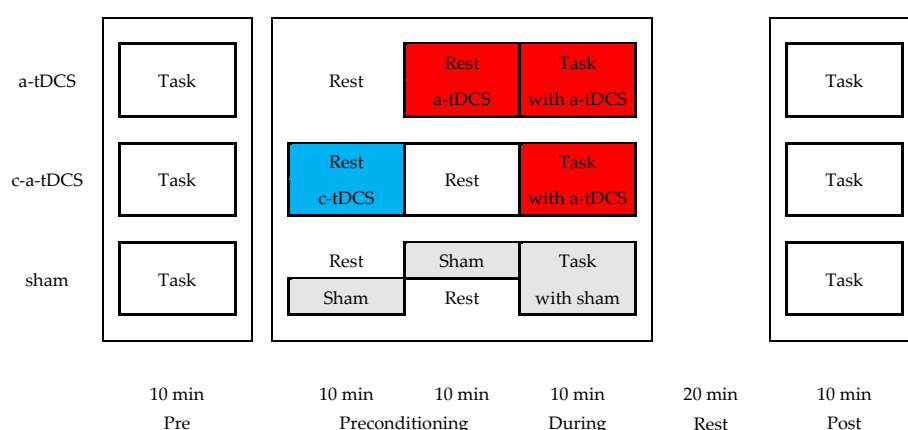 a-tDCS
Task
Rest
Rest
a-tDCS
Task
with a-tDCS
Task
c-a-tDCS
Task
Rest
c-tDCS
Rest
Task
with a-tDCS
Task
sham
Task
Rest
Sham
Sham
Rest
Task
with sham
Task
10 min
10 min
10 min
10 min
20 min
10 min
Pre
Preconditioning
During
Rest
Post